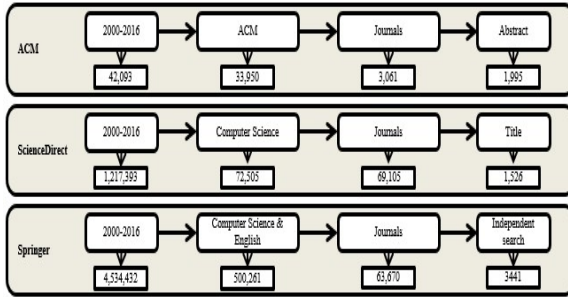 2000-2016 ACM Journals Abstract
ACM
42,093 33,950 3,061 1,995
2000-2016 Computer Science Journals Title
ScienceDirect
1,217,393 72,505 69,105 1,526
2000-2016 Computer Science & English Journals Independent search
Springer
4,534,432 500,261 63,670 3441